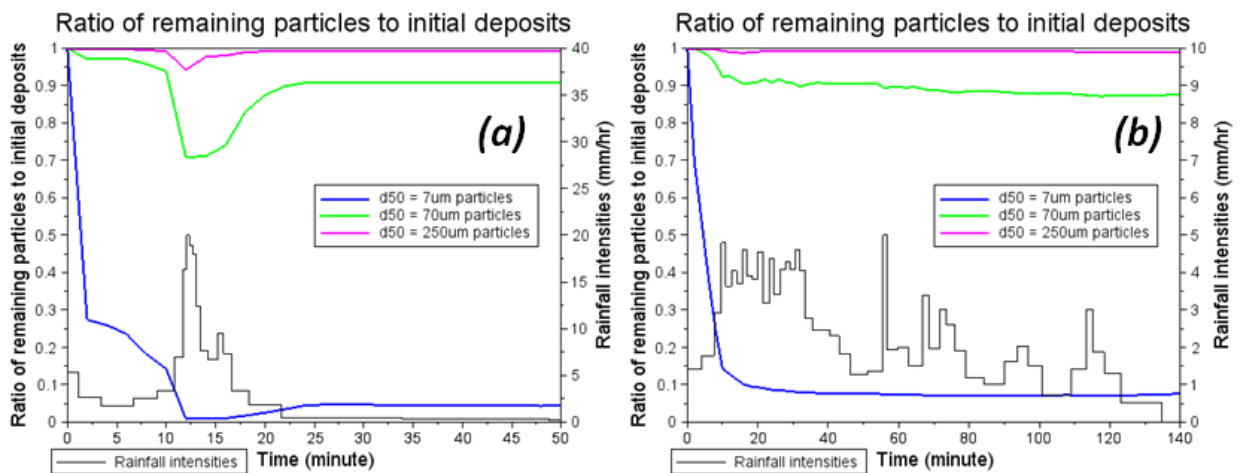 Ratio of remaining particles to initial deposits
Ratio of remaining particles to initial deposits
1
0.9
0.8
0.7
0.6
0.5
0.4
0.3
0.2
0.1
0
40
35
30
25
20
15
10
5
0
Rainfall intensities (mm/hr)
(a)
d50 = 7um particles
d50 = 70um particles
d50 = 250um particles
0 5 10 15 20 25 30 35 40 45 50
Rainfall intensities
Time (minute)
Ratio of remaining particles to initial deposits
Ratio of remaining particles to initial deposits
1
0.9
0.8
0.7
0.6
0.5
0.4
0.3
0.2
0.1
0
10
9
8
7
6
5
4
3
2
1
0
Rainfall intensities (mm/hr)
(b)
d50 = 7um particles
d50 = 70um particles
d50 = 250um particles
0 20 40 60 80 100 120 140
Rainfall intensities
Time (minute)